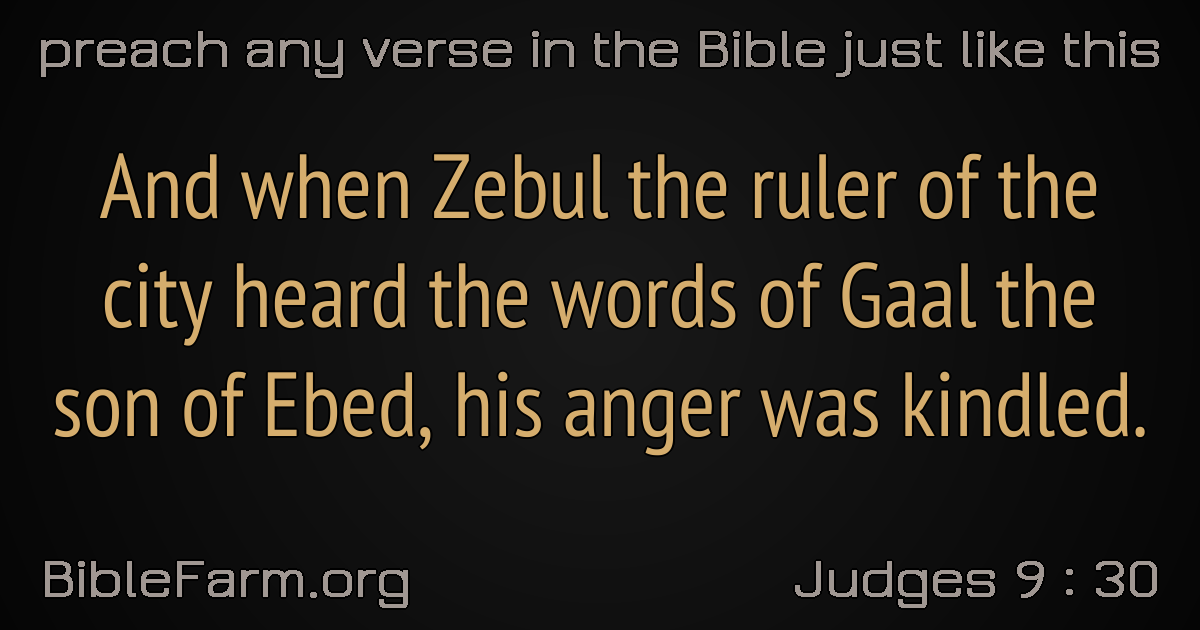 preach any verse in the Bible just like this
And when Zebul the ruler of the
city heard the words of Gaal the
son of Ebed, his anger was kindled.
BibleFarm.org
Judges 9 : 30